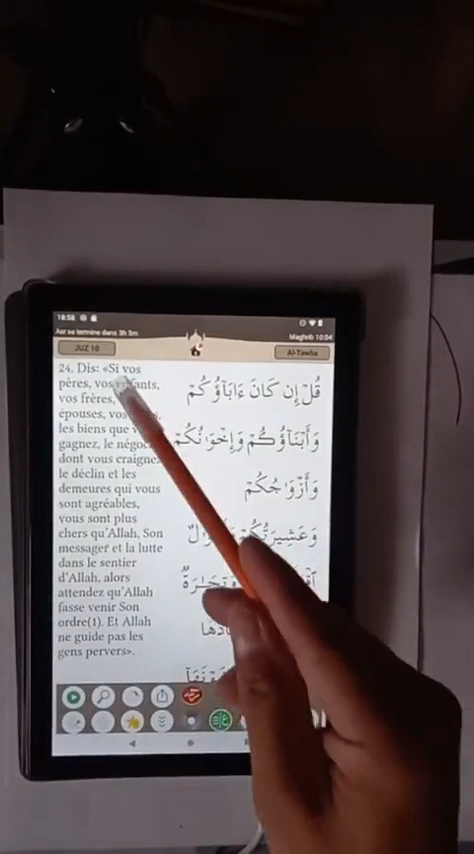 18:58
Asr se termine dans 3h 5m
Maghrib 10:04
JUZ 10
Al-Tawba
24. Dis: «Si vos
pères, vos enfants,
vos frères,
épouses, vos
les biens que
gagnez, le négoce
dont vous craignez
le déclin et les
demeures qui vous
sont agréables,
vous sont plus
chers qu'Allah, Son
messager et la lutte
dans le sentier
d'Allah, alors
attendez qu'Allah
fasse venir Son
ordre(1). Et Allah
ne guide pas les
gens pervers».
قُلْ إِن كَانَ ءَابَآؤُكُمْ
وَأَبْنَآؤُكُمْ وَإِخْوَٰنُكُمْ
وَأَزْوَٰجُكُمْ
وَعَشِيرَتُكُمْ
وَتِجَٰرَةٌ